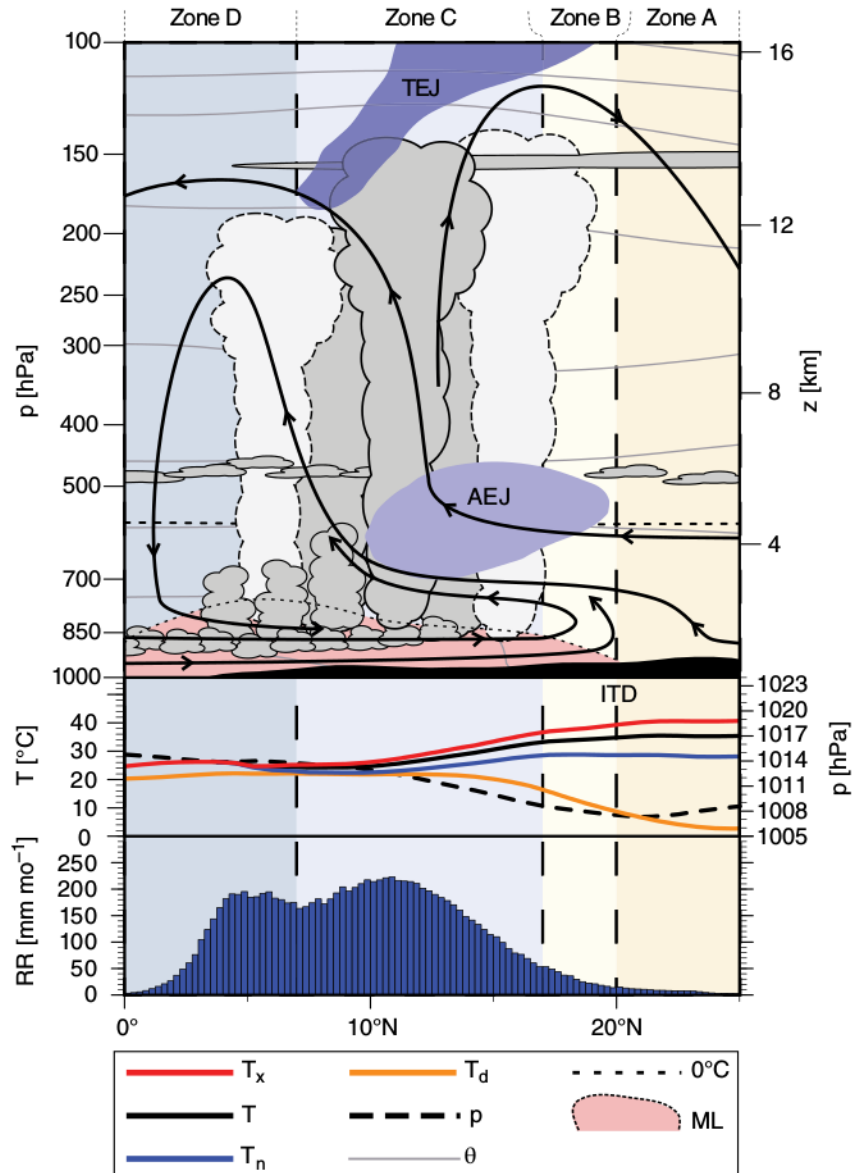 Zone D Zone C Zone B Zone A
100
150
200
250
300
400
500
700
850
1000
p [hPa]
16
12
8
4
z [km]
TEJ
AEJ
ITD
40
30
20
10
0
T [°C]
1023
1020
1017
1014
1011
1008
1005
p [hPa]
250
200
150
100
50
0
RR [mm mo⁻¹]
0° 10°N 20°N
Tₓ T_d 0°C
T p ML
Tₙ θ